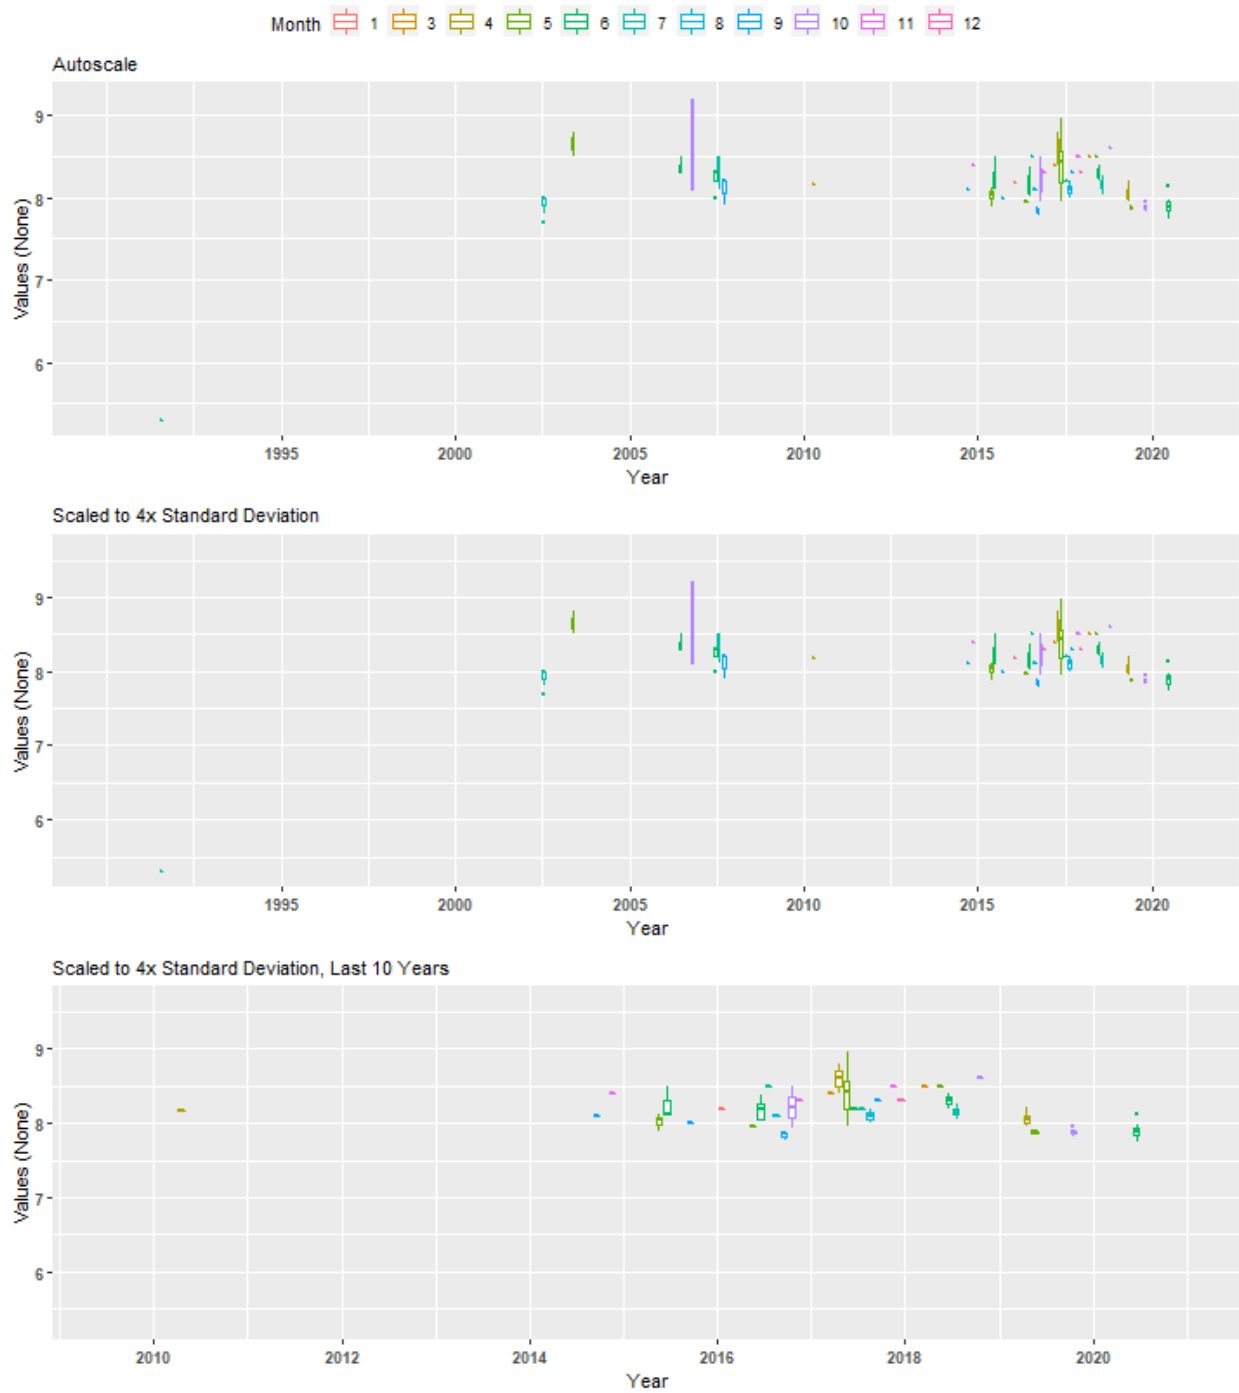 Month 1 3 4 5 6 7 8 9 10 11 12
Autoscale
Values (None)
9
8
7
6
1995 2000 2005 2010 2015 2020
Year
Scaled to 4x Standard Deviation
Values (None)
9
8
7
6
1995 2000 2005 2010 2015 2020
Year
Scaled to 4x Standard Deviation, Last 10 Years
Values (None)
9
8
7
6
2010 2012 2014 2016 2018 2020
Year